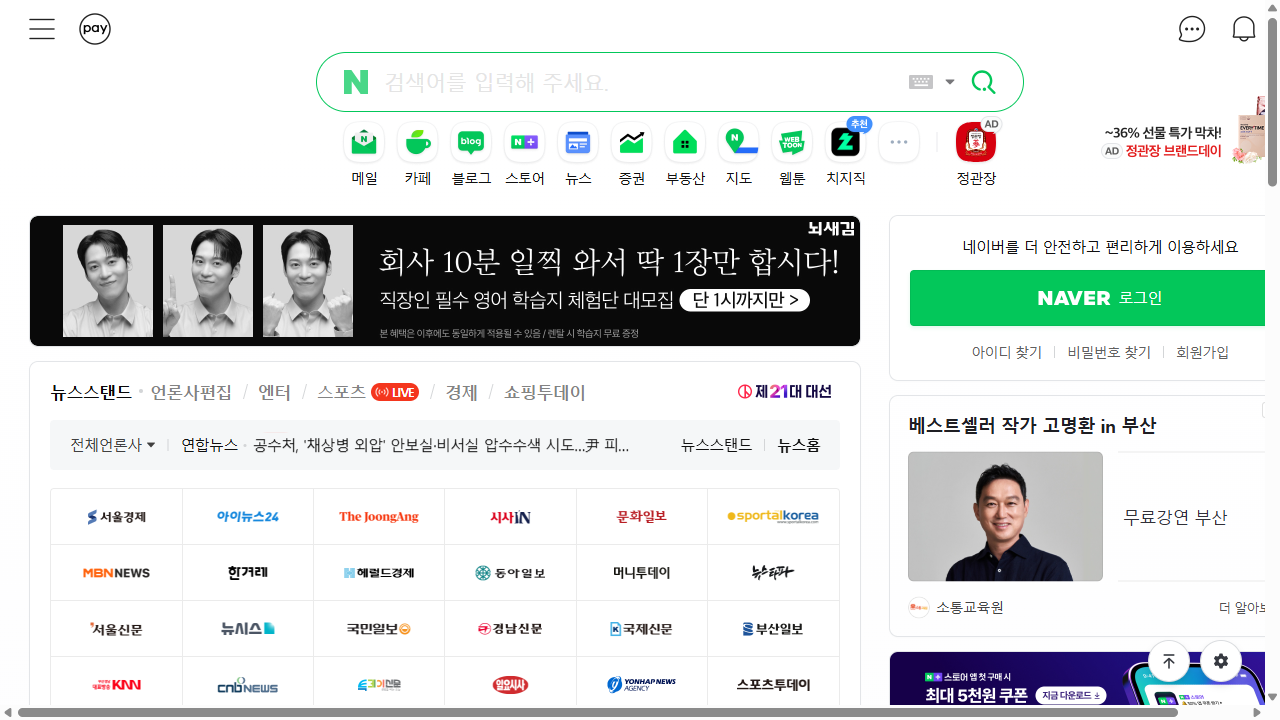 pay
N 검색어를 입력해 주세요.
추천
AD
메일 카페 블로그 스토어 뉴스 증권 부동산 지도 웹툰 치지직 정관장
~36% 선물 특가 막차!
AD 정관장 브랜드데이
뇌새김
회사 10분 일찍 와서 딱 1장만 합시다!
직장인 필수 영어 학습지 체험단 대모집 단 1시까지만 >
본 혜택은 이후에도 동일하게 적용될 수 있음 / 렌탈 시 학습지 무료 증정
네이버를 더 안전하고 편리하게 이용하세요
NAVER 로그인
아이디 찾기 비밀번호 찾기 회원가입
뉴스스탠드 언론사편집 엔터 스포츠 LIVE 경제 쇼핑투데이 제21대 대선
전체언론사 연합뉴스 공수처, '채상병 외압' 안보실·비서실 압수수색 시도…尹 피... 뉴스스탠드 뉴스홈
서울경제 아이뉴스24 The JoongAng 시사IN 문화일보 sportalkorea
MBN NEWS 한겨레 헤럴드경제 동아일보 머니투데이 뉴스타파
서울신문 뉴시스 국민일보 경남신문 국제신문 부산일보
KNN CNBNEWS 경기신문 일요시사 YONHAP NEWS AGENCY 스포츠투데이
베스트셀러 작가 고명환 in 부산
무료강연 부산
소통교육원 더 알아보
N+ 스토어 앱 첫 구매 시
최대 5천원 쿠폰 지금 다운로드